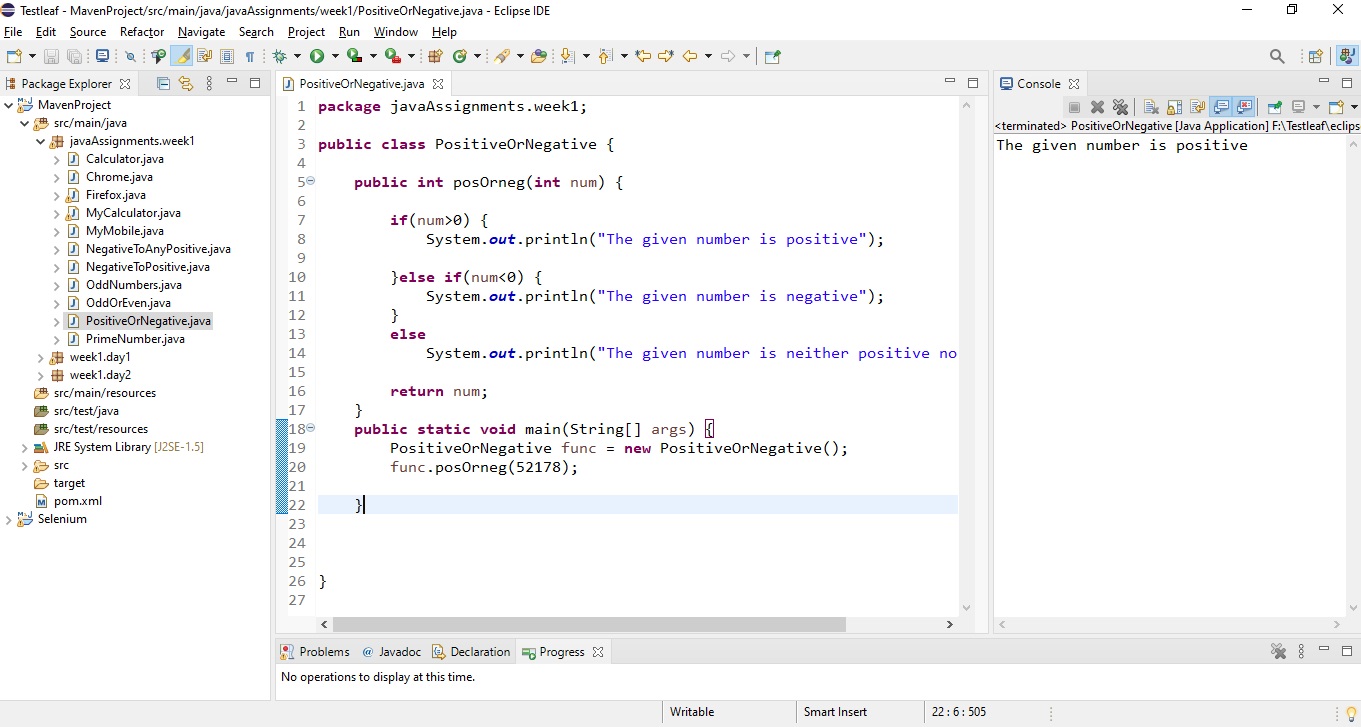 Testleaf - MavenProject/src/main/java/javaAssignments/week1/PositiveOrNegative.java - Eclipse IDE
File Edit Source Refactor Navigate Search Project Run Window Help
Package Explorer
MavenProject
src/main/java
javaAssignments.week1
Calculator.java
Chrome.java
Firefox.java
MyCalculator.java
MyMobile.java
NegativeToAnyPositive.java
NegativeToPositive.java
OddNumbers.java
OddOrEven.java
PositiveOrNegative.java
PrimeNumber.java
week1.day1
week1.day2
src/main/resources
src/test/java
src/test/resources
JRE System Library [J2SE-1.5]
src
target
pom.xml
Selenium
PositiveOrNegative.java
1 package javaAssignments.week1;
2
3 public class PositiveOrNegative {
4
5 public int posOrneg(int num) {
6
7 if(num>0) {
8 System.out.println("The given number is positive");
9
10 }else if(num<0) {
11 System.out.println("The given number is negative");
12 }
13 else
14 System.out.println("The given number is neither positive no
15
16 return num;
17 }
18 public static void main(String[] args) {
19 PositiveOrNegative func = new PositiveOrNegative();
20 func.posOrneg(52178);
21
22 }
23
24
25
26 }
27
Console
<terminated> PositiveOrNegative [Java Application] F:\Testleaf\eclips
The given number is positive
Problems @ Javadoc Declaration Progress
No operations to display at this time.
Writable Smart Insert 22 : 6 : 505